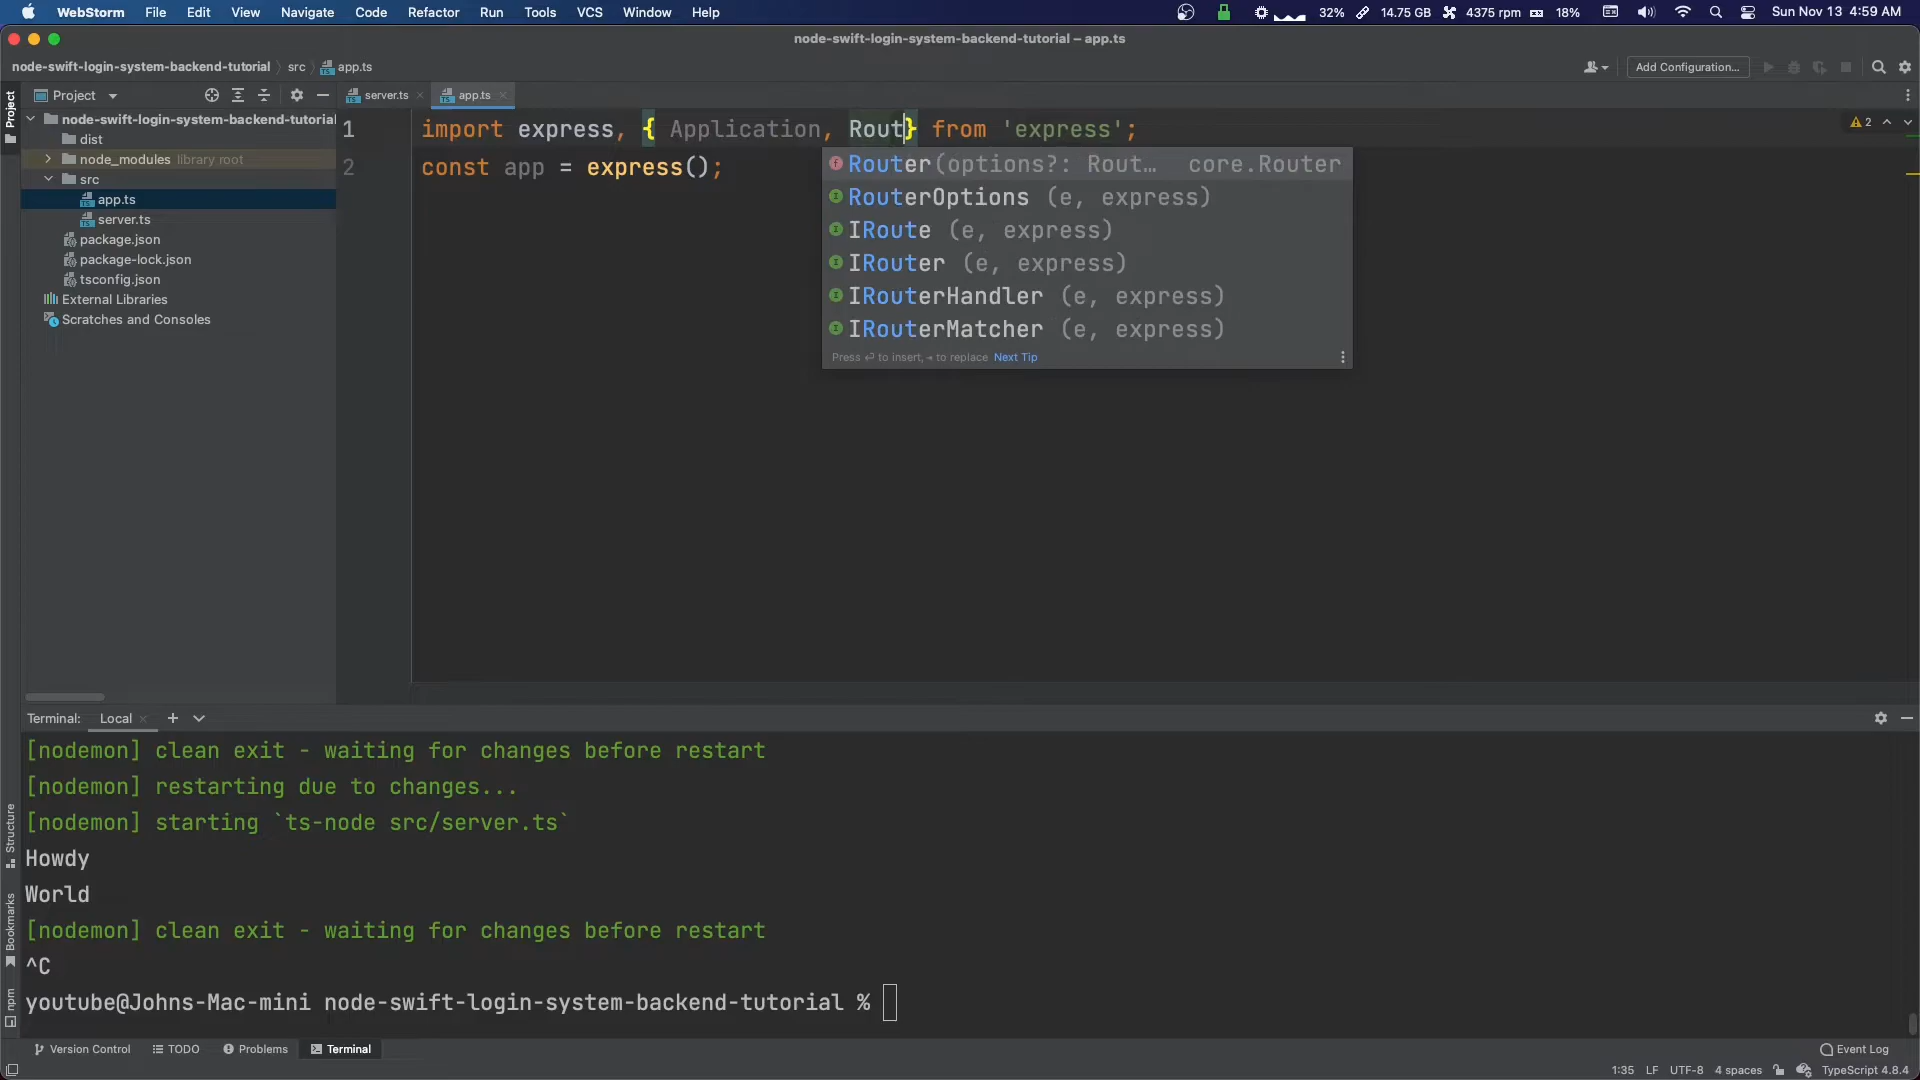 WebStorm File Edit View Navigate Code Refactor Run Tools VCS Window Help 32% 14.75 GB 4375 rpm 18% Sun Nov 13 4:59 AM
node-swift-login-system-backend-tutorial – app.ts
node-swift-login-system-backend-tutorial src app.ts Add Configuration...
Project server.ts app.ts
Project
node-swift-login-system-backend-tutorial
dist
node_modules library root
src
app.ts
server.ts
package.json
package-lock.json
tsconfig.json
External Libraries
Scratches and Consoles
1 import express, { Application, Rout} from 'express';
2 const app = express();
2
Router(options?: Rout… core.Router
RouterOptions (e, express)
IRoute (e, express)
IRouter (e, express)
IRouterHandler (e, express)
IRouterMatcher (e, express)
Press ⏎ to insert, ⇥ to replace Next Tip
Terminal: Local
[nodemon] clean exit - waiting for changes before restart
[nodemon] restarting due to changes...
[nodemon] starting `ts-node src/server.ts`
Howdy
World
[nodemon] clean exit - waiting for changes before restart
^C
youtube@Johns-Mac-mini node-swift-login-system-backend-tutorial %
Structure
Bookmarks
npm
Version Control TODO Problems Terminal Event Log
1:35 LF UTF-8 4 spaces TypeScript 4.8.4